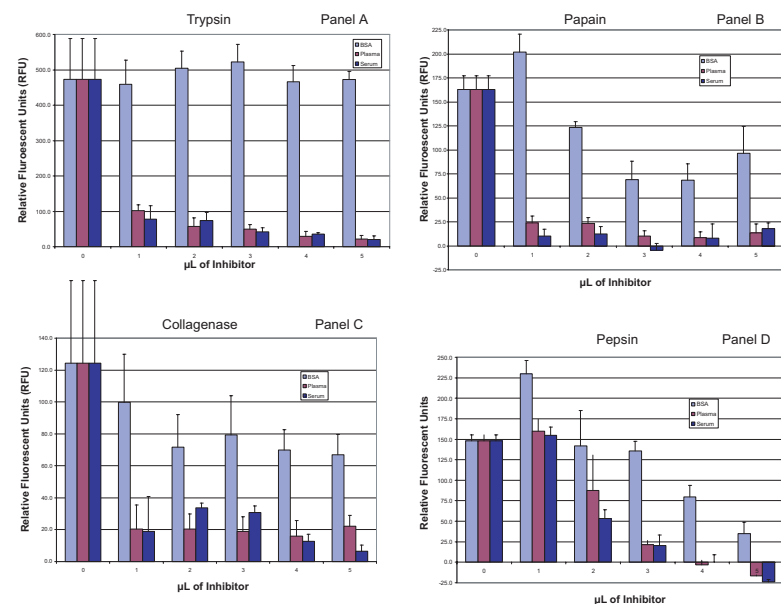 Trypsin Panel A
Relative Fluroescent Units (RFU)
600.0
500.0
400.0
300.0
200.0
100.0
0.0
BSA
Plasma
Serum
0 1 2 3 4 5
µL of Inhibitor
Papain Panel B
Relative Fluroescent Units (RFU)
225.0
200.0
175.0
150.0
125.0
100.0
75.0
50.0
25.0
0.0
-25.0
BSA
Plasma
Serum
0 1 2 3 4 5
µL of Inhibitor
Collagenase Panel C
Relative Fluroescent Units (RFU)
140.0
120.0
100.0
80.0
60.0
40.0
20.0
0.0
BSA
Plasma
Serum
0 1 2 3 4 5
µL of Inhibitor
Pepsin Panel D
Relative Fluorescent Units
250.0
225.0
200.0
175.0
150.0
125.0
100.0
75.0
50.0
25.0
0.0
-25.0
BSA
Plasma
Serum
0 1 2 3 4 5
µL of Inhibitor